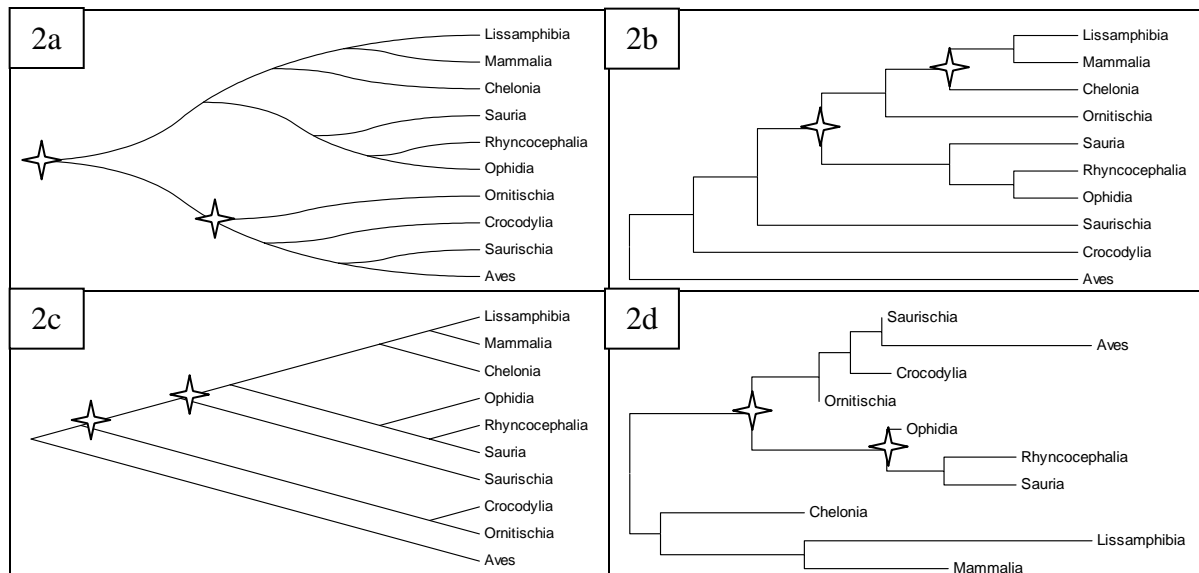 2a
Lissamphibia
Mammalia
Chelonia
Sauria
Rhyncocephalia
Ophidia
Ornitischia
Crocodylia
Saurischia
Aves
2b
Lissamphibia
Mammalia
Chelonia
Ornitischia
Sauria
Rhyncocephalia
Ophidia
Saurischia
Crocodylia
Aves
2c
Lissamphibia
Mammalia
Chelonia
Ophidia
Rhyncocephalia
Sauria
Saurischia
Crocodylia
Ornitischia
Aves
2d
Saurischia
Aves
Crocodylia
Ornitischia
Ophidia
Rhyncocephalia
Sauria
Chelonia
Lissamphibia
Mammalia